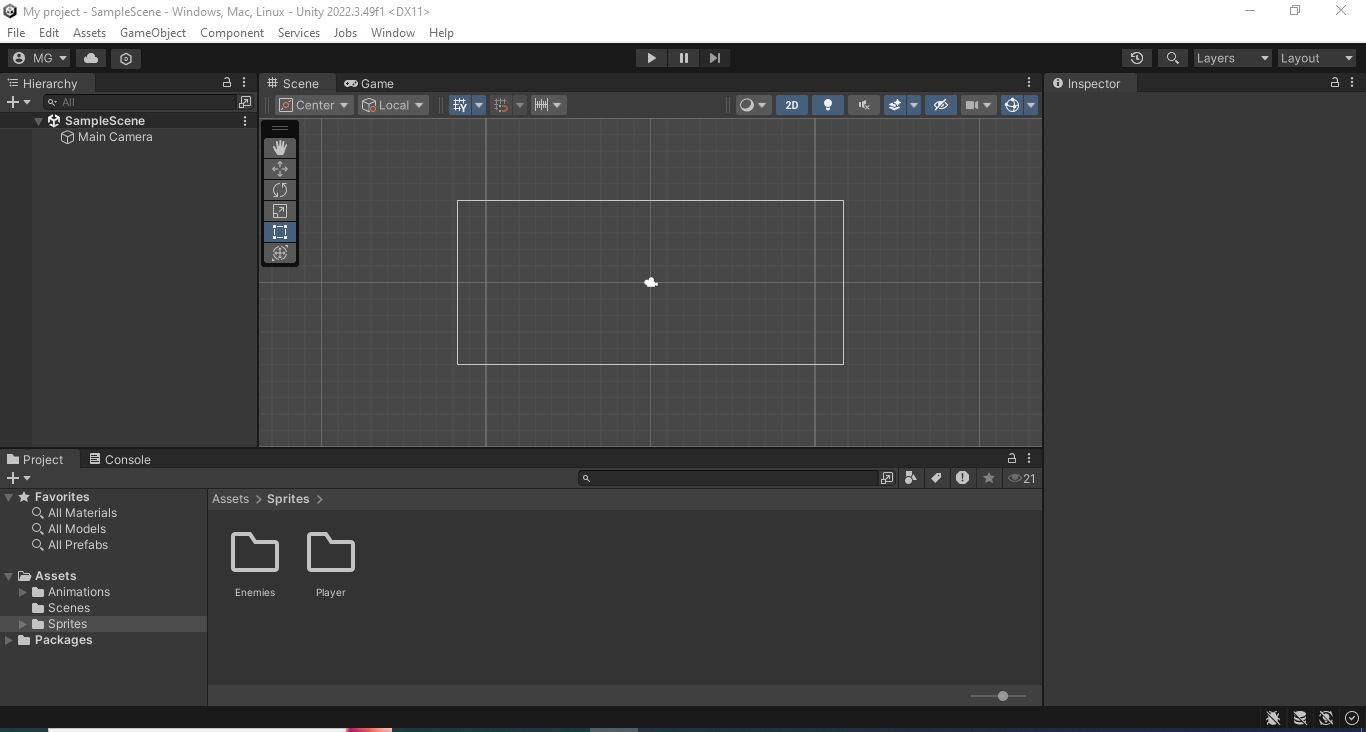 My project - SampleScene - Windows, Mac, Linux - Unity 2022.3.49f1 <DX11>
File Edit Assets GameObject Component Services Jobs Window Help
MG
Layers
Layout
Hierarchy
All
SampleScene
Main Camera
Scene
Game
Center
Local
2D
Inspector
Project
Console
21
Favorites
All Materials
All Models
All Prefabs
Assets
Animations
Scenes
Sprites
Packages
Assets > Sprites >
Enemies
Player